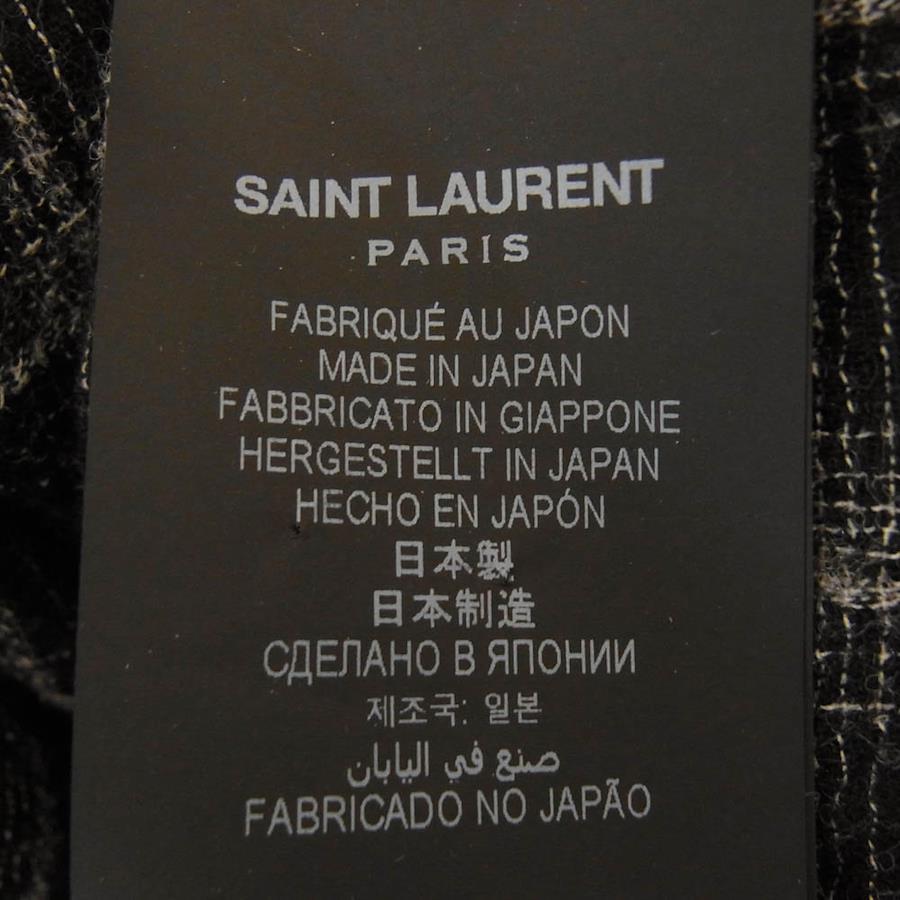 SAINT LAURENT
PARIS
FABRIQUÉ AU JAPON
MADE IN JAPAN
FABBRICATO IN GIAPPONE
HERGESTELLT IN JAPAN
HECHO EN JAPÓN
日本製
日本制造
СДЕЛАНО В ЯПОНИИ
제조국: 일본
صنع في اليابان
FABRICADO NO JAPÃO